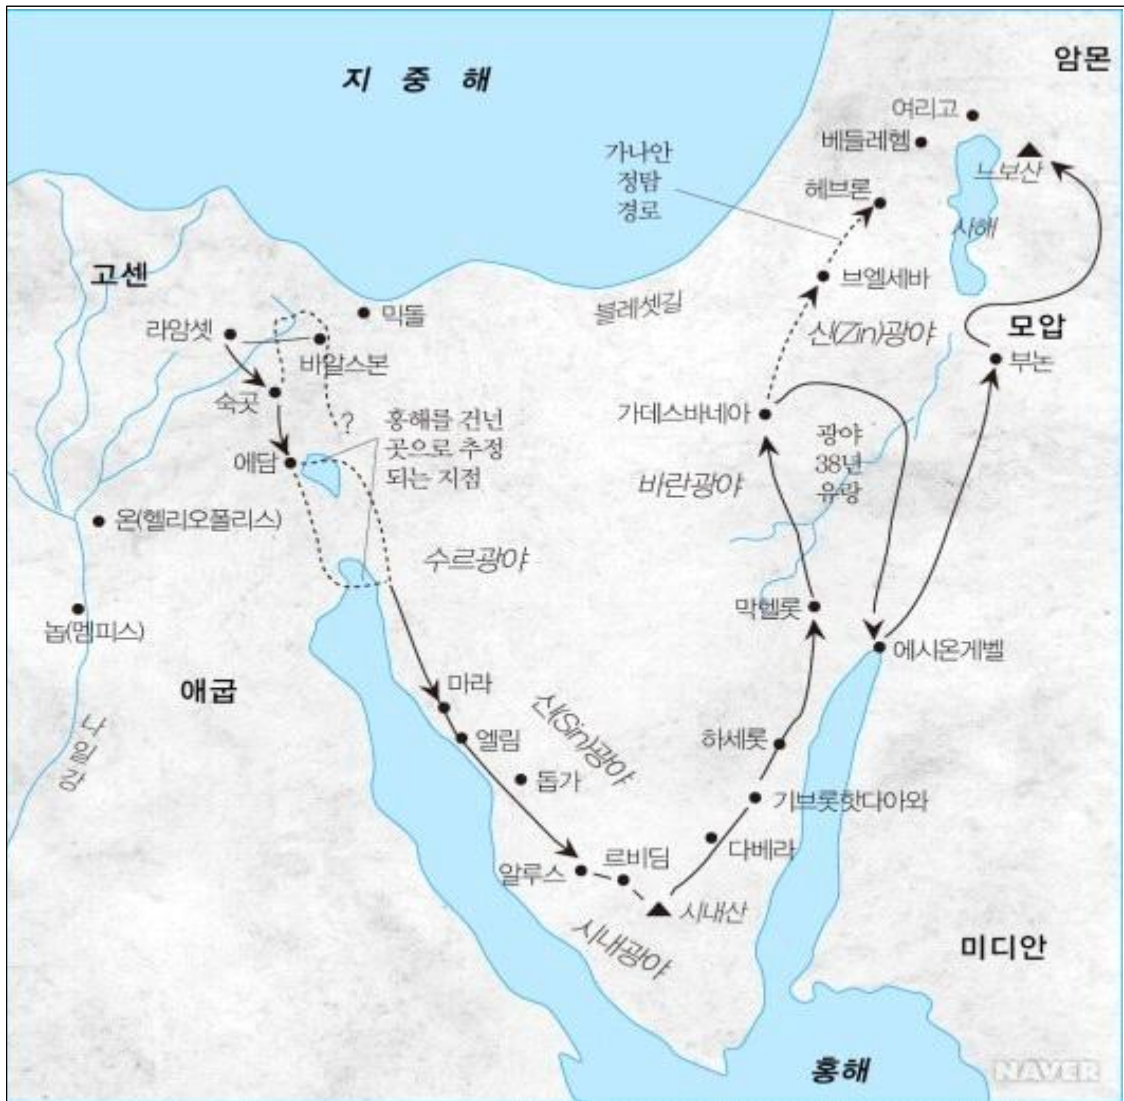 지 중 해
암몬
여리고
베들레헴
느보산
가나안
정탐
경로
헤브론
사해
고센
브엘세바
블레셋길
믹돌
라암셋
바알스본
신(Zin)광야
모압
부논
숙곳
?
홍해를 건넌
곳으로 추정
되는 지점
가데스바네아
광야
38년
유랑
에담
바란광야
온(헬리오폴리스)
수르광야
놉(멤피스)
막헬롯
에시온게벨
애굽
마라
신(Sin)광야
나일강
엘림
하세롯
돕가
기브롯핫다아와
다베라
르비딤
알루스
시내산
시내광야
미디안
홍해
NAVER